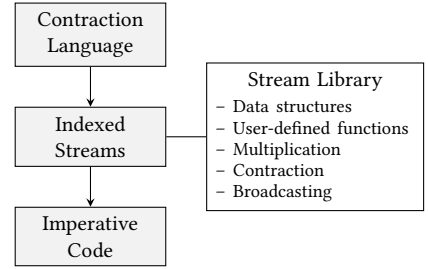 Contraction
Language
Indexed
Streams
Imperative
Code
Stream Library
– Data structures
– User-defined functions
– Multiplication
– Contraction
– Broadcasting